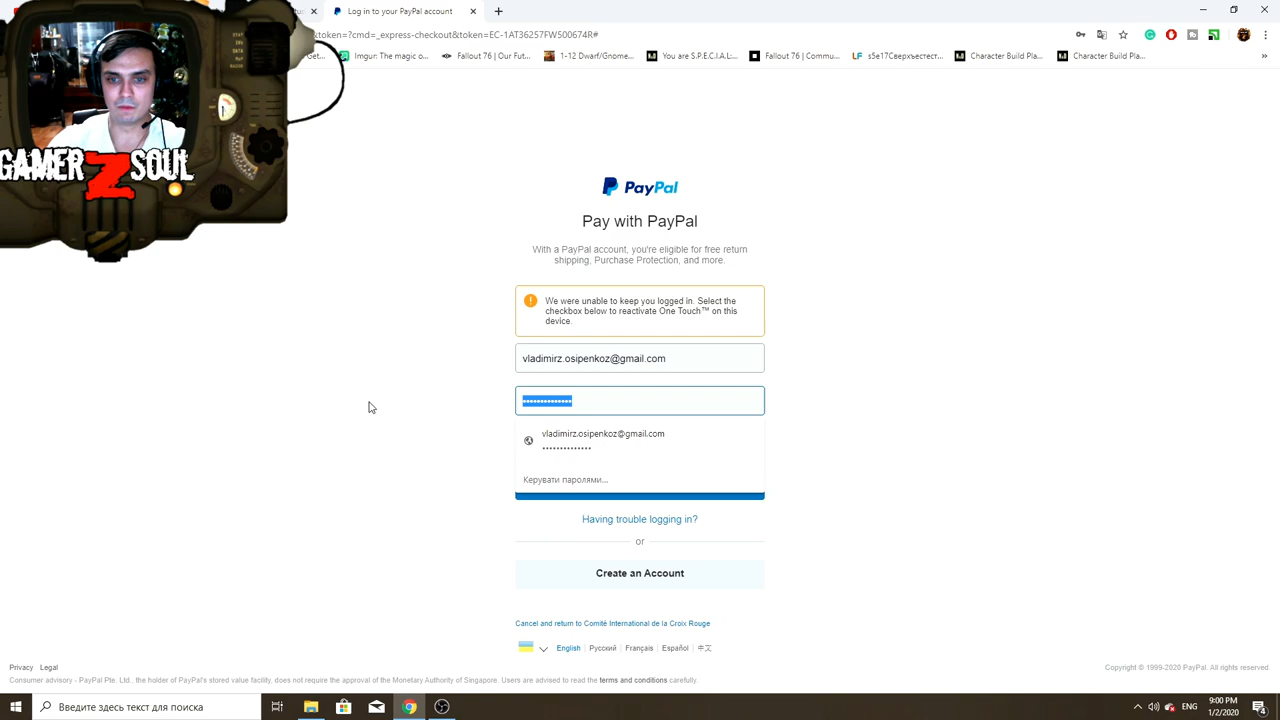 Log in to your PayPal account
ktoken=?cmd=_express-checkout&token=EC-1AT36257FW500674R#
Get...
Imgur: The magic o...
Fallout 76 | Our Fut...
1-12 Dwarf/Gnome...
You are S.P.E.C.I.A.L:...
Fallout 76 | Commu...
LF
s5e17Сверхъестест...
Character Build Pla...
Character Build Pla...
GAMERZSOUL
PayPal
Pay with PayPal
With a PayPal account, you're eligible for free return
shipping, Purchase Protection, and more.
We were unable to keep you logged in. Select the
checkbox below to reactivate One Touch™ on this
device.
vladimirz.osipenkoz@gmail.com
vladimirz.osipenkoz@gmail.com
Керувати паролями...
Having trouble logging in?
or
Create an Account
Cancel and return to Comité International de la Croix Rouge
English
Русский
Français
Español
中文
Privacy Legal
Copyright © 1999-2020 PayPal. All rights reserved.
Consumer advisory - PayPal Pte. Ltd., the holder of PayPal's stored value facility, does not require the approval of the Monetary Authority of Singapore. Users are advised to read the terms and conditions carefully.
Введите здесь текст для поиска
ENG
9:00 PM
1/2/2020
4